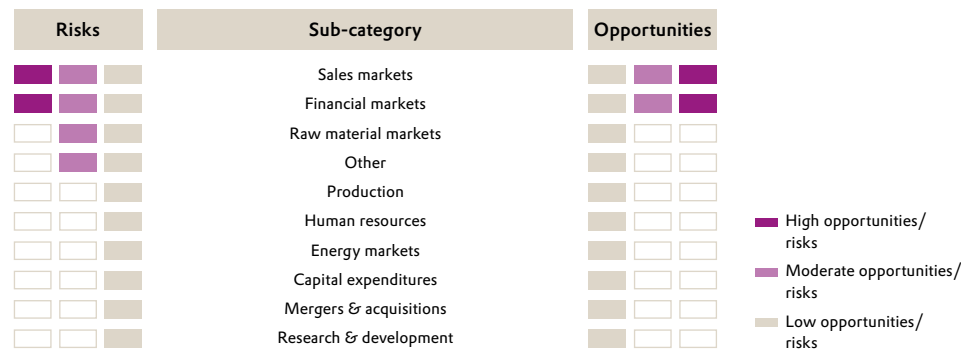 Risks
Sub-category
Opportunities
Sales markets
Financial markets
Raw material markets
Other
Production
Human resources
Energy markets
Capital expenditures
Mergers & acquisitions
Research & development
High opportunities/
risks
Moderate opportunities/
risks
Low opportunities/
risks